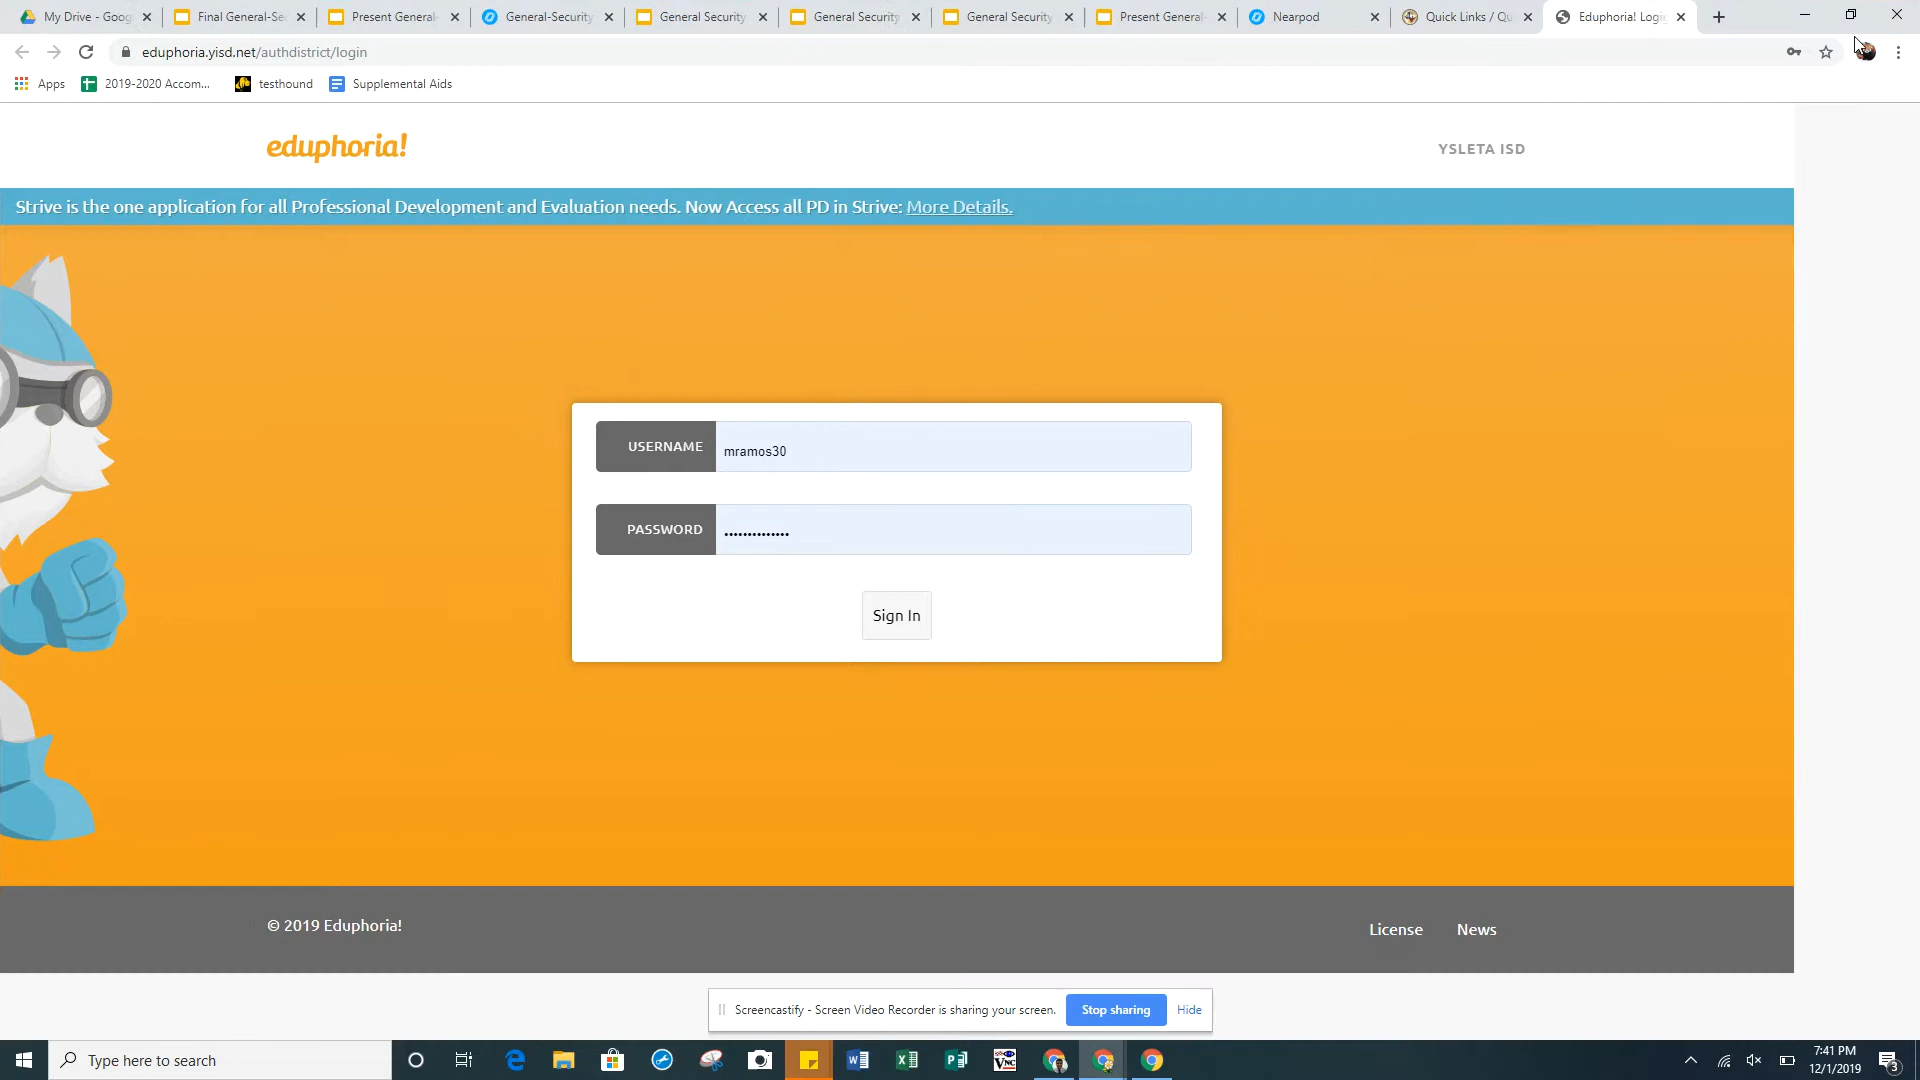 My Drive - Goog
Final General-Se
Present General-
General-Security
General Security
General Security
General Security
Present General-
Nearpod
Quick Links / Qu
Eduphoria! Logi
eduphoria.yisd.net/authdistrict/login
Apps
2019-2020 Accom...
testhound
Supplemental Aids
eduphoria!
YSLETA ISD
Strive is the one application for all Professional Development and Evaluation needs. Now Access all PD in Strive: More Details.
USERNAME
mramos30
PASSWORD
••••••••••••••
Sign In
© 2019 Eduphoria!
License
News
Screencastify - Screen Video Recorder is sharing your screen.
Stop sharing
Hide
Type here to search
7:41 PM
12/1/2019
3